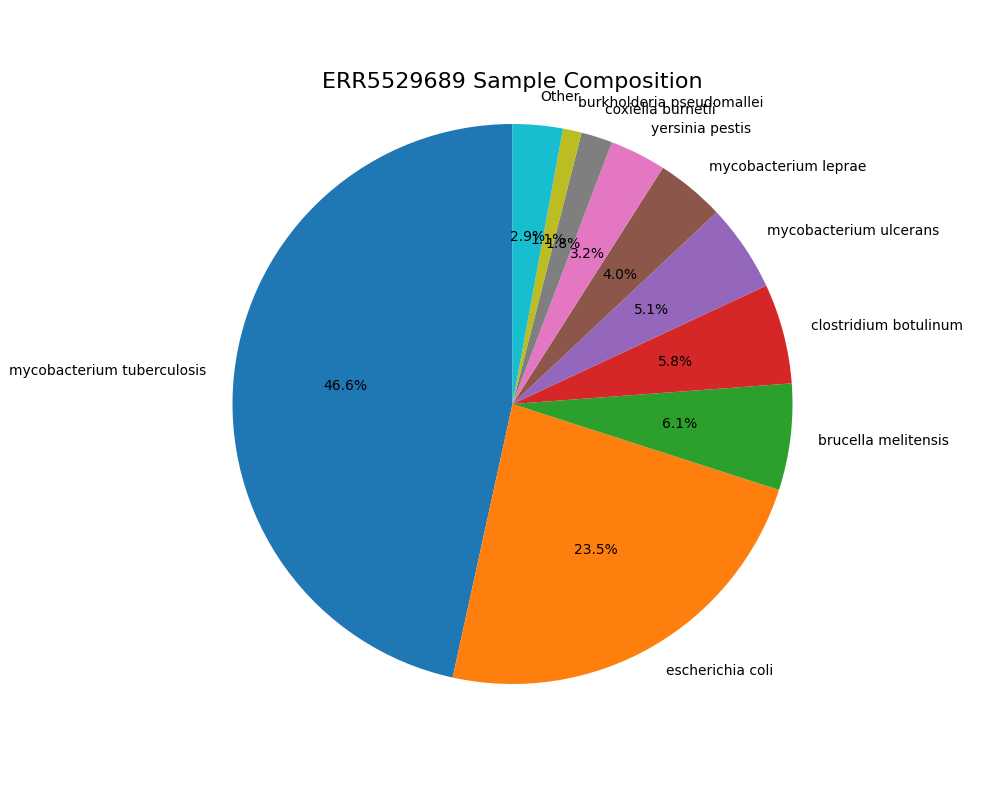 ERR5529689 Sample Composition
Other
burkholderia pseudomallei
coxiella burnetii
yersinia pestis
mycobacterium leprae
mycobacterium ulcerans
clostridium botulinum
brucella melitensis
escherichia coli
mycobacterium tuberculosis
2.9%
1.1%
1.8%
3.2%
4.0%
5.1%
5.8%
6.1%
23.5%
46.6%